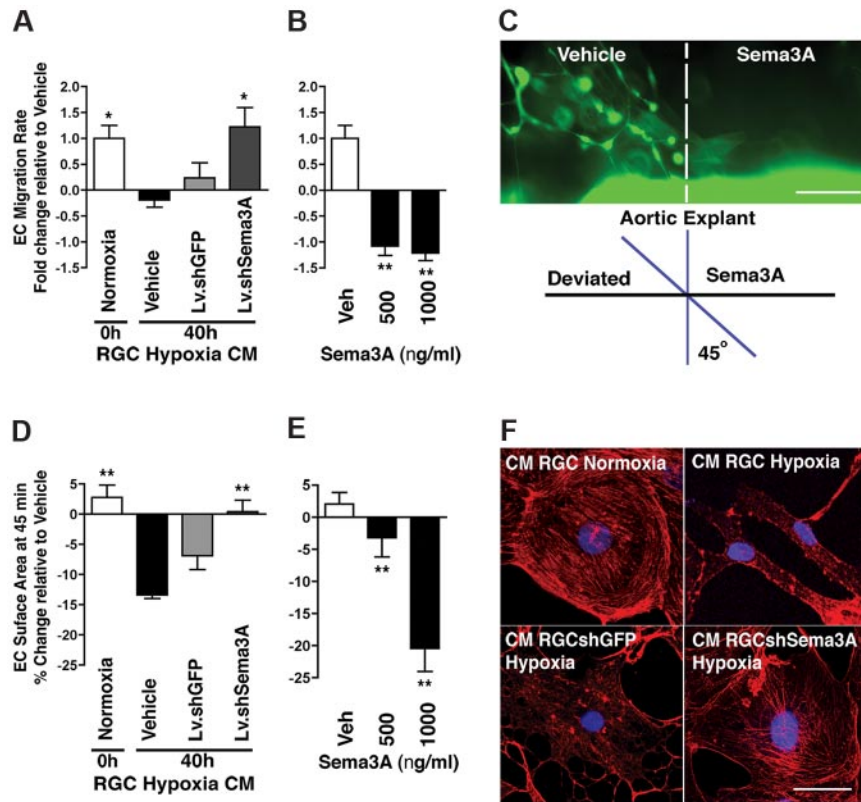 A
EC Migration Rate
Fold change relative to Vehicle
2.0
1.5
1.0
0.5
0.0
-0.5
-1.0
-1.5
*
*
Normoxia
Vehicle
Lv.shGFP
Lv.shSema3A
0h
40h
RGC Hypoxia CM
B
2.0
1.5
1.0
0.5
0.0
-0.5
-1.0
-1.5
**
**
Veh
500
1000
Sema3A (ng/ml)
C
Vehicle
Sema3A
Aortic Explant
Deviated
Sema3A
45°
D
EC Suface Area at 45 min
% Change relative to Vehicle
5
0
-5
-10
-15
-20
-25
**
**
Normoxia
Vehicle
Lv.shGFP
Lv.shSema3A
0h
40h
RGC Hypoxia CM
E
5
0
-5
-10
-15
-20
-25
**
**
Veh
500
1000
Sema3A (ng/ml)
F
CM RGC Normoxia
CM RGC Hypoxia
CM RGCshGFP
Hypoxia
CM RGCshSema3A
Hypoxia